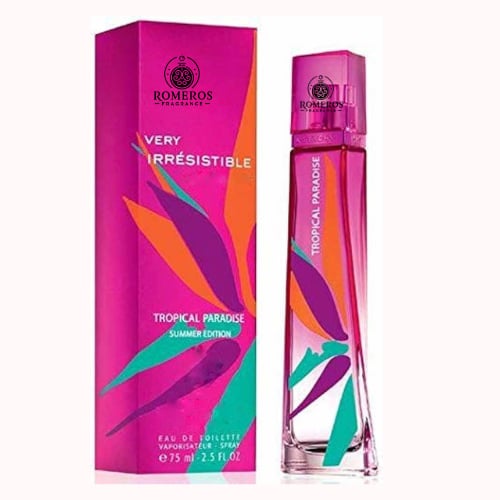 ROMEROS
FRAGRANCE
VERY
IRRÉSISTIBLE
TROPICAL PARADISE
SUMMER EDITION
EAU DE TOILETTE
VAPORISATEUR - SPRAY
e 75 ml - 2.5 FL.OZ
ROMEROS
FRAGRANCE
TROPICAL PARADISE